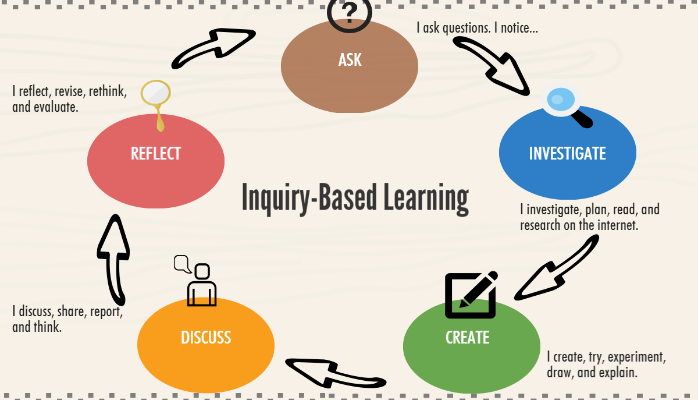 ?
ASK
I ask questions. I notice...
INVESTIGATE
I investigate, plan, read, and
research on the internet.
CREATE
I create, try, experiment,
draw, and explain.
DISCUSS
I discuss, share, report,
and think.
REFLECT
I reflect, revise, rethink,
and evaluate.
Inquiry-Based Learning